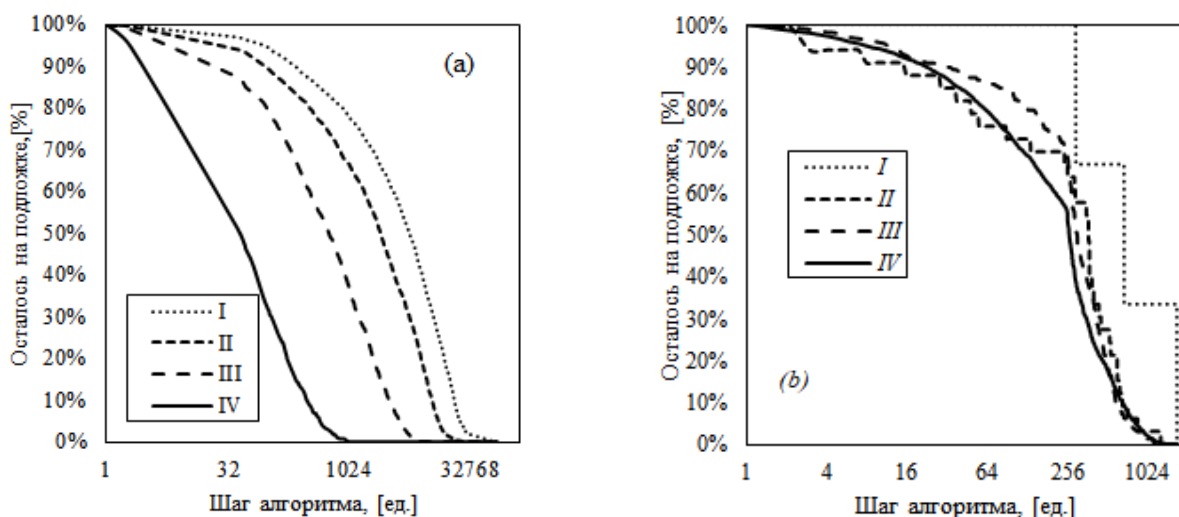 100%
90%
80%
70%
60%
50%
40%
30%
20%
10%
0%
Осталось на подложке,[%]
(a)
I
II
III
IV
1 32 1024 32768
Шаг алгоритма, [ед.]
100%
90%
80%
70%
60%
50%
40%
30%
20%
10%
0%
Осталось на подложке, [%]
I
II
III
IV
(b)
1 4 16 64 256 1024
Шаг алгоритма, [ед.]